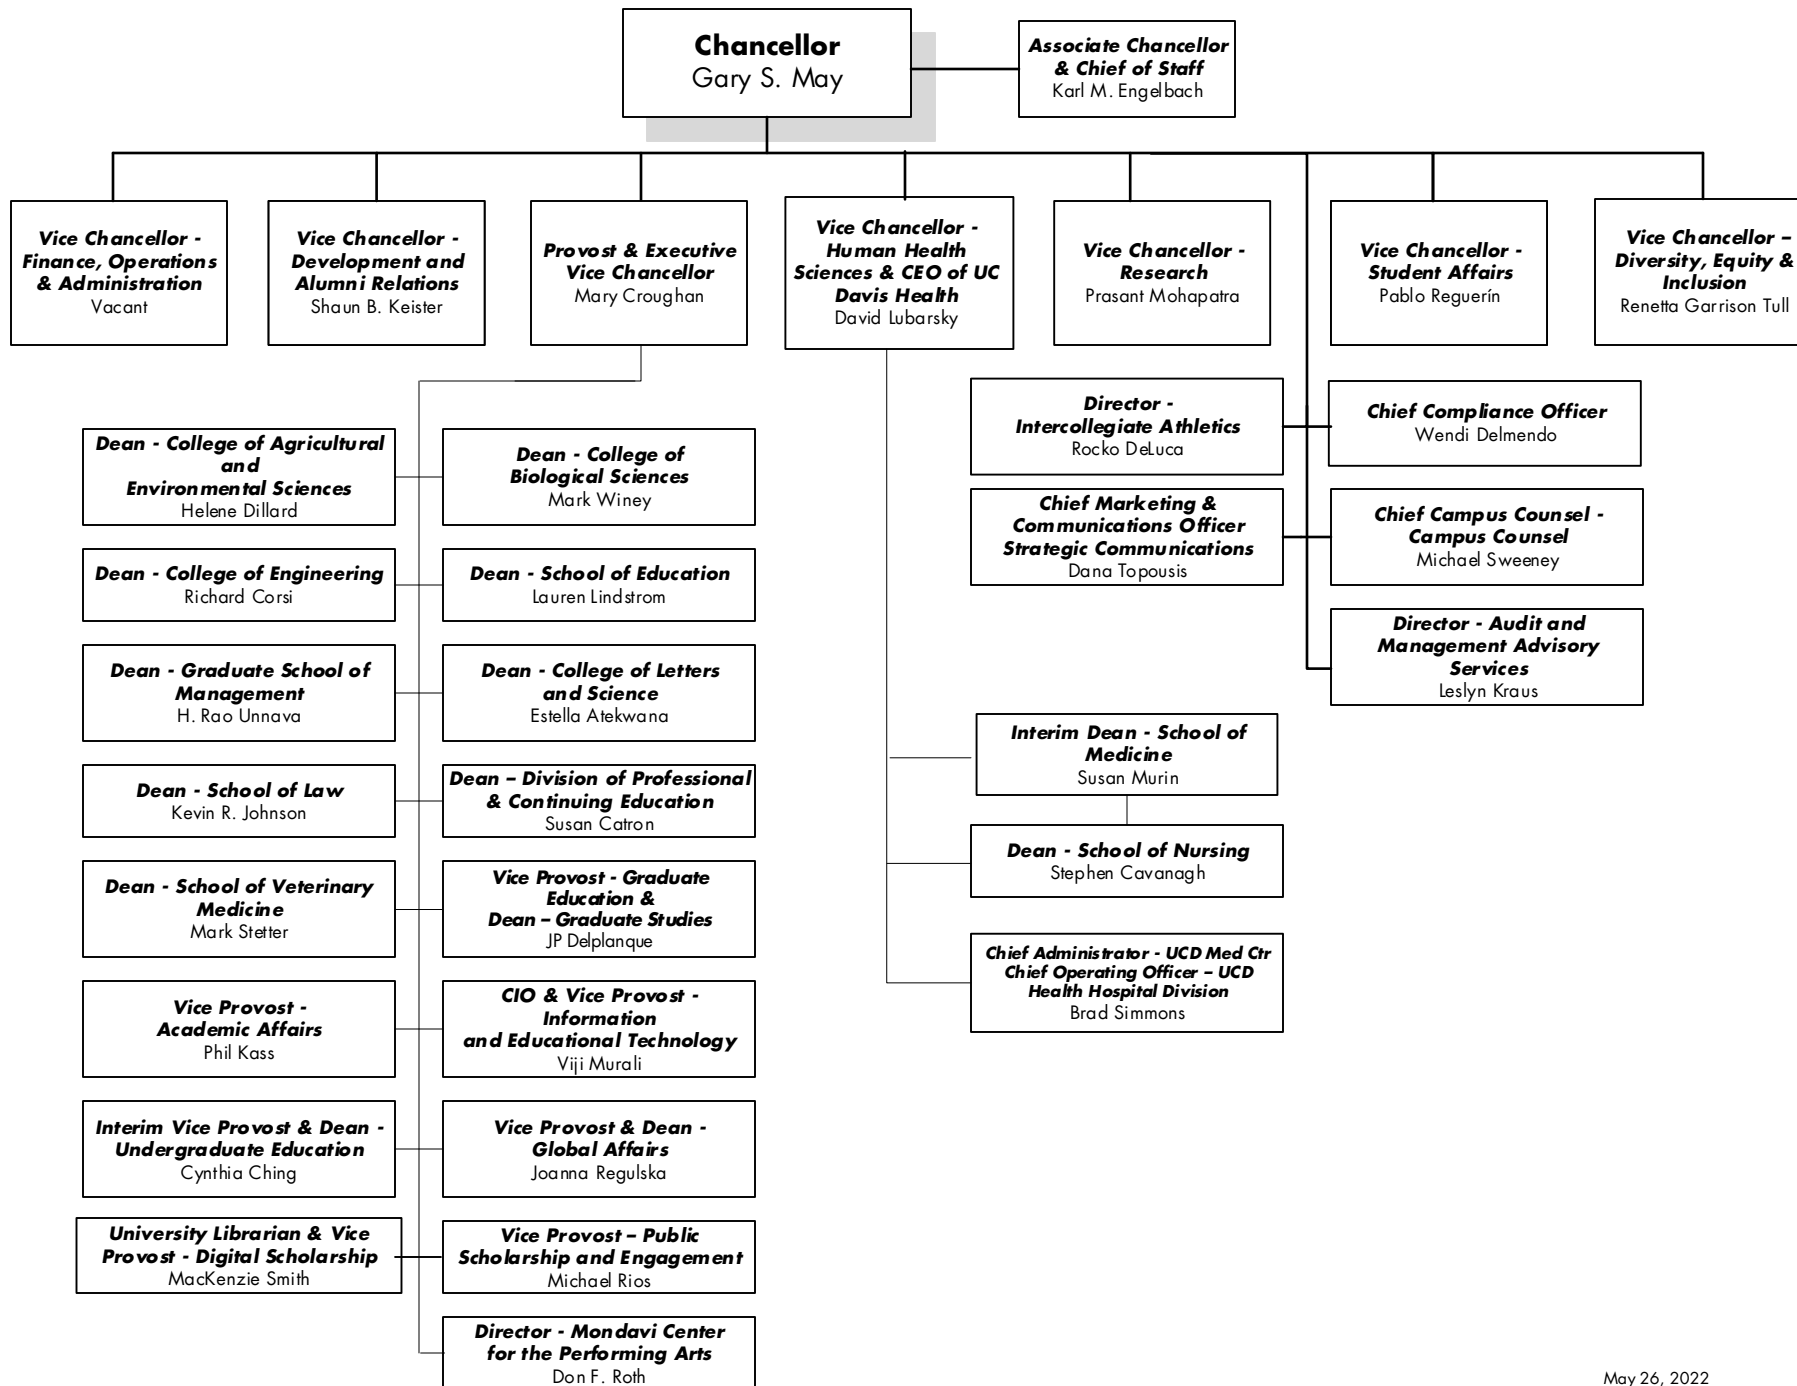 Chancellor
Gary S. May
Associate Chancellor
& Chief of Staff
Karl M. Engelbach
Vice Chancellor -
Finance, Operations
& Administration
Vacant
Vice Chancellor -
Development and
Alumni Relations
Shaun B. Keister
Provost & Executive
Vice Chancellor
Mary Croughan
Vice Chancellor -
Human Health
Sciences & CEO of UC
Davis Health
David Lubarsky
Vice Chancellor -
Research
Prasant Mohapatra
Vice Chancellor -
Student Affairs
Pablo Reguerín
Vice Chancellor –
Diversity, Equity &
Inclusion
Renetta Garrison Tull
Dean - College of Agricultural
and
Environmental Sciences
Helene Dillard
Dean - College of
Biological Sciences
Mark Winey
Dean - College of Engineering
Richard Corsi
Dean - School of Education
Lauren Lindstrom
Dean - Graduate School of
Management
H. Rao Unnava
Dean - College of Letters
and Science
Estella Atekwana
Dean - School of Law
Kevin R. Johnson
Dean – Division of Professional
& Continuing Education
Susan Catron
Dean - School of Veterinary
Medicine
Mark Stetter
Vice Provost - Graduate
Education &
Dean – Graduate Studies
JP Delplanque
Vice Provost -
Academic Affairs
Phil Kass
CIO & Vice Provost -
Information
and Educational Technology
Viji Murali
Interim Vice Provost & Dean -
Undergraduate Education
Cynthia Ching
Vice Provost & Dean -
Global Affairs
Joanna Regulska
University Librarian & Vice
Provost - Digital Scholarship
MacKenzie Smith
Vice Provost – Public
Scholarship and Engagement
Michael Rios
Director - Mondavi Center
for the Performing Arts
Don F. Roth
Director -
Intercollegiate Athletics
Rocko DeLuca
Chief Compliance Officer
Wendi Delmendo
Chief Marketing &
Communications Officer
Strategic Communications
Dana Topousis
Chief Campus Counsel -
Campus Counsel
Michael Sweeney
Director - Audit and
Management Advisory
Services
Leslyn Kraus
Interim Dean - School of
Medicine
Susan Murin
Dean - School of Nursing
Stephen Cavanagh
Chief Administrator - UCD Med Ctr
Chief Operating Officer – UCD
Health Hospital Division
Brad Simmons
May 26, 2022